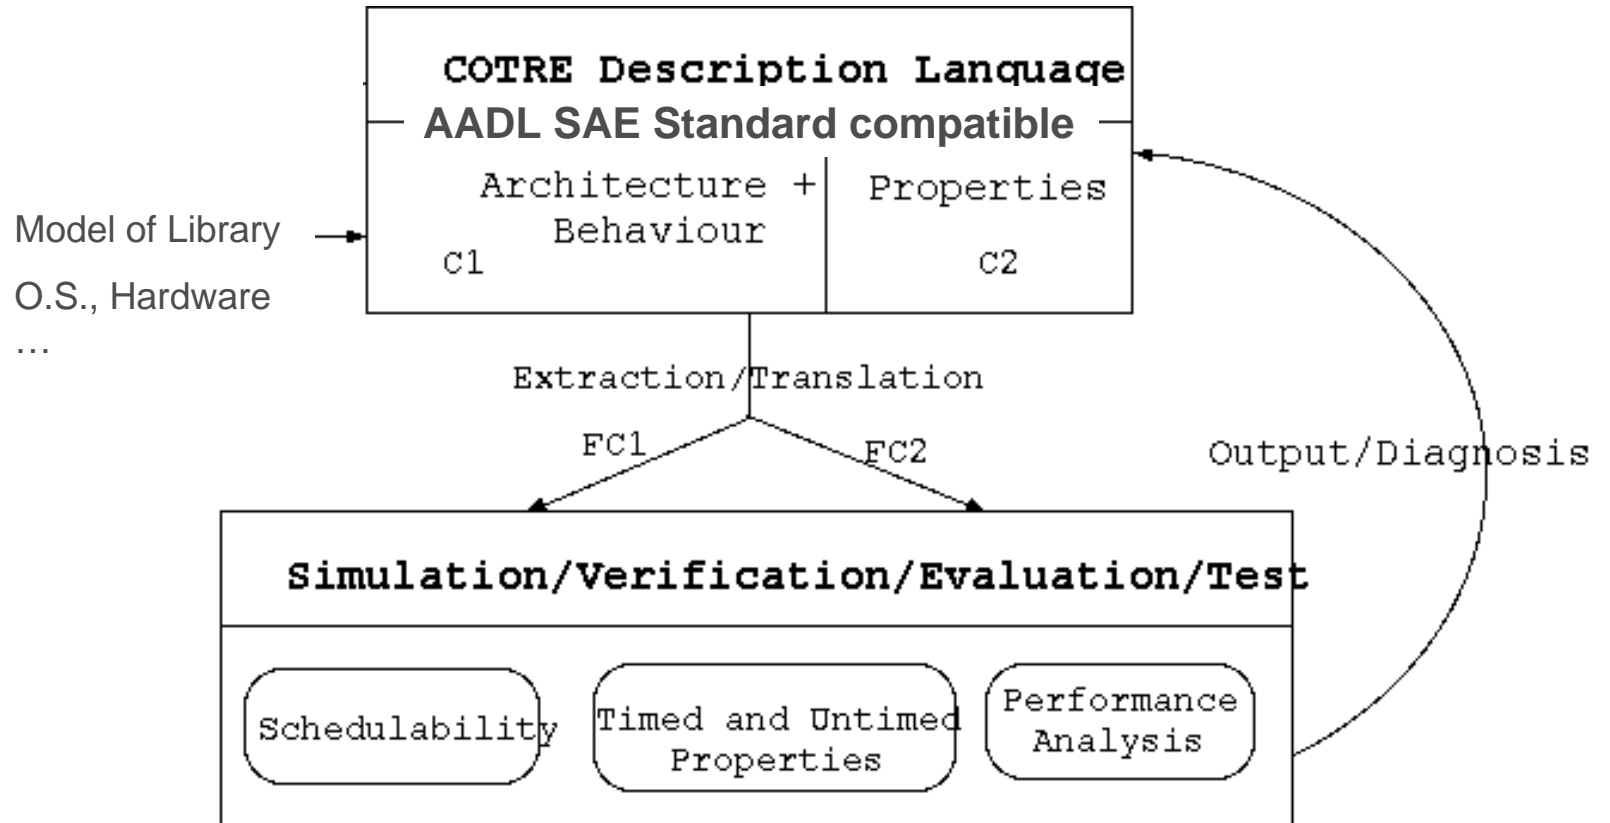 COTRE Description Language
AADL SAE Standard compatible
Architecture +
Behaviour
C1
Properties
C2
Model of Library
O.S., Hardware
…
Extraction/Translation
FC1
FC2
Output/Diagnosis
Simulation/Verification/Evaluation/Test
Schedulability
Timed and Untimed
Properties
Performance
Analysis